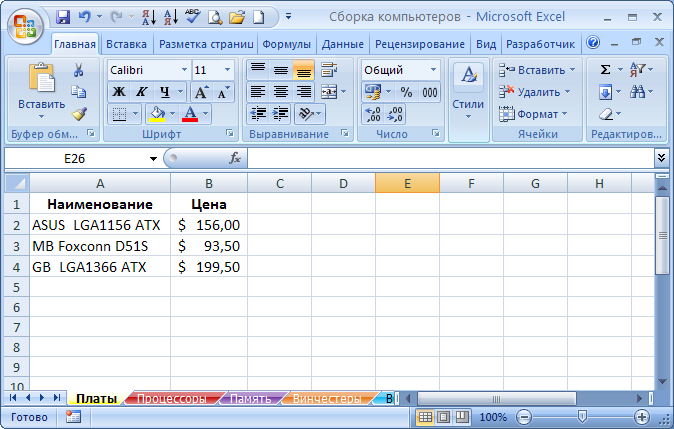 Сборка компьютеров - Microsoft Excel
Главная Вставка Разметка страниц Формулы Данные Рецензирование Вид Разработчик
Calibri 11 Общий Вставить
Вставить Ж К Ч % 000 Стили Удалить
Формат
Буфер обм... Шрифт Выравнивание Число Ячейки Редактиров...
E26 fx
A B C D E F G H
1 Наименование Цена
2 ASUS LGA1156 ATX $ 156,00
3 MB Foxconn D51S $ 93,50
4 GB LGA1366 ATX $ 199,50
5
6
7
8
9
10
Платы Процессоры Память Винчестеры В
Готово 100%